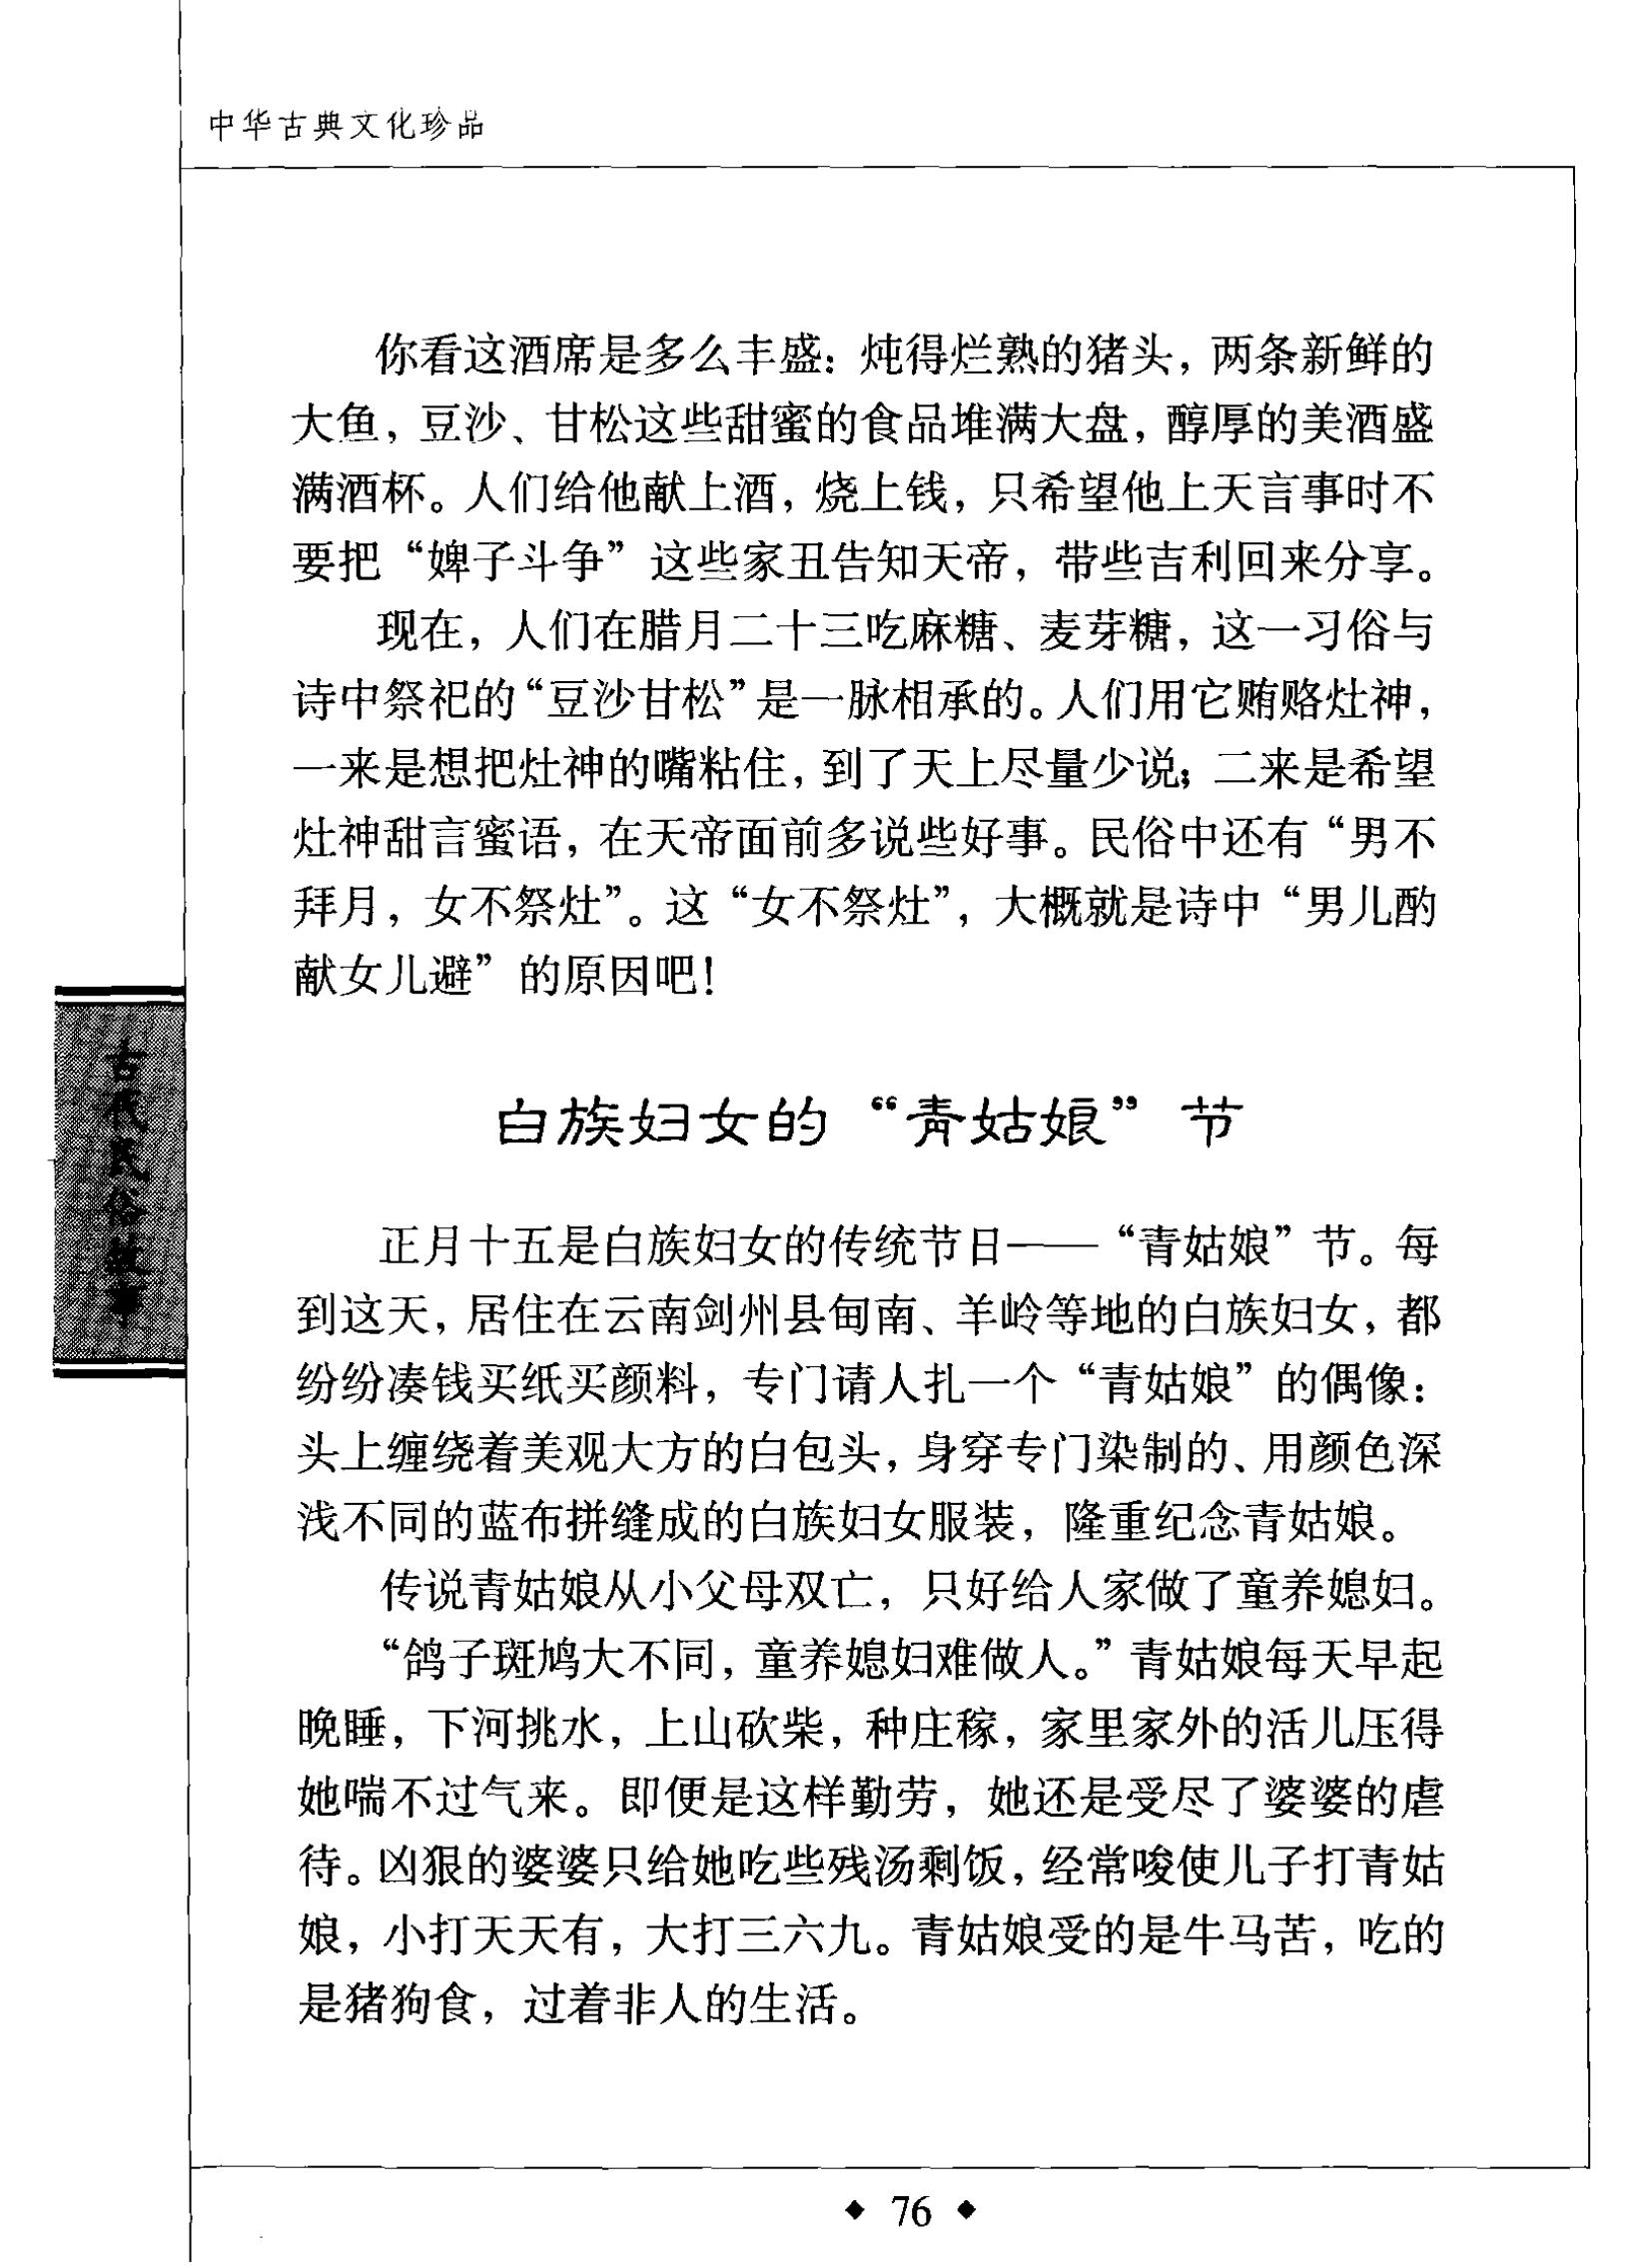 中华古典文化珍品
你看这酒席是多么丰盛：炖得烂熟的猪头，两条新鲜的
大鱼，豆沙、甘松这些甜蜜的食品堆满大盘，醇厚的美酒盛
满酒杯。人们给他献上酒，烧上钱，只希望他上天言事时不
要把“婢子斗争”这些家丑告知天帝，带些吉利回来分享。
现在，人们在腊月二十三吃麻糖、麦芽糖，这一习俗与
诗中祭祀的“豆沙甘松”是一脉相承的。人们用它贿赂灶神，
一来是想把灶神的嘴粘住，到了天上尽量少说；二来是希望
灶神甜言蜜语，在天帝面前多说些好事。民俗中还有“男不
拜月，女不祭灶”。这“女不祭灶”，大概就是诗中“男儿酌
献女儿避”的原因吧！
古代民俗故事
白族妇女的“青姑娘”节
正月十五是白族妇女的传统节日——“青姑娘”节。每
到这天，居住在云南剑州县甸南、羊岭等地的白族妇女，都
纷纷凑钱买纸买颜料，专门请人扎一个“青姑娘”的偶像：
头上缠绕着美观大方的白包头，身穿专门染制的、用颜色深
浅不同的蓝布拼缝成的白族妇女服装，隆重纪念青姑娘。
传说青姑娘从小父母双亡，只好给人家做了童养媳妇。
“鸽子斑鸠大不同，童养媳妇难做人。”青姑娘每天早起
晚睡，下河挑水，上山砍柴，种庄稼，家里家外的活儿压得
她喘不过气来。即便是这样勤劳，她还是受尽了婆婆的虐
待。凶狠的婆婆只给她吃些残汤剩饭，经常唆使儿子打青姑
娘，小打天天有，大打三六九。青姑娘受的是牛马苦，吃的
是猪狗食，过着非人的生活。
◆ 76 ◆